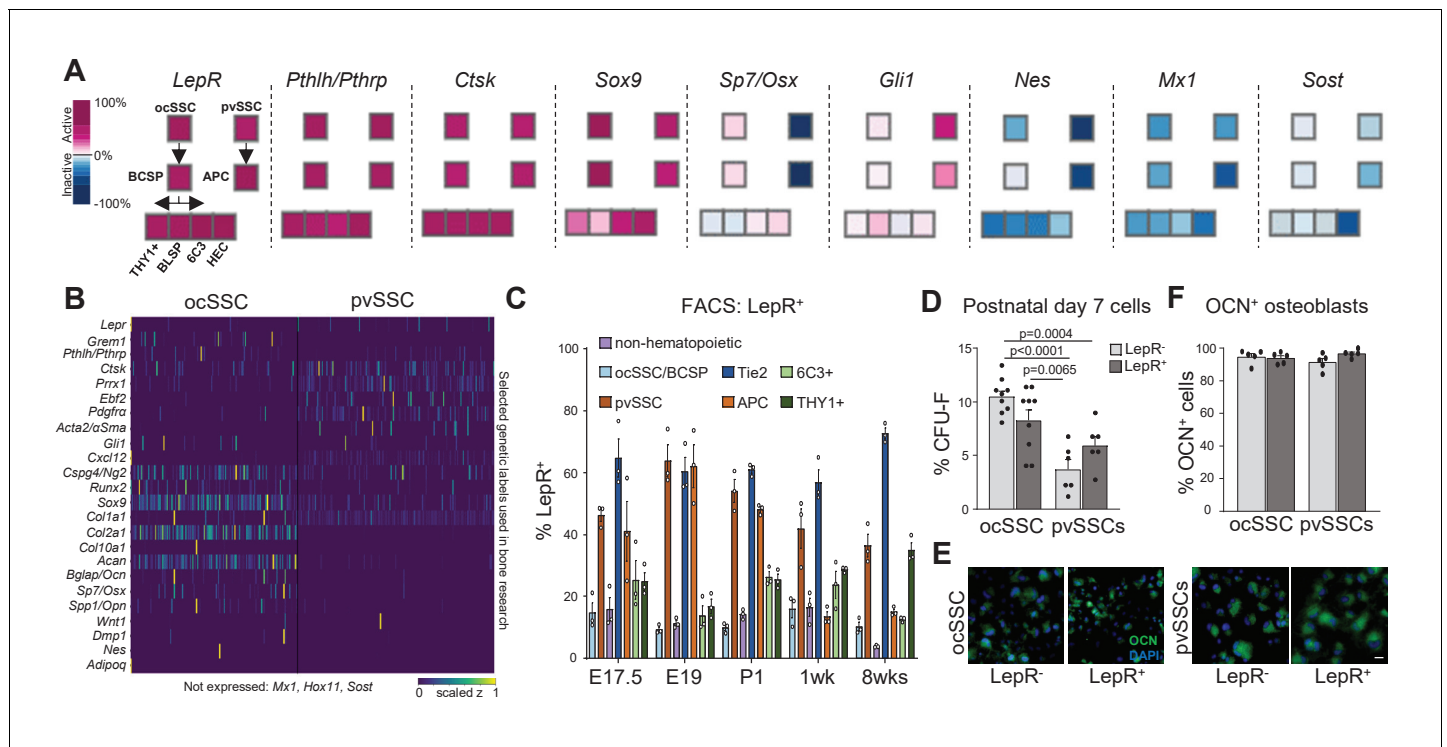 A
LepR
Pthlh/Pthrp
Ctsk
Sox9
Sp7/Osx
Gli1
Nes
Mx1
Sost
100%
Active
0%
Inactive
-100%
ocSSC
pvSSC
BCSP
APC
THY1+
BLSP
6C3
HEC
B
ocSSC
pvSSC
Lepr
Grem1
Pthlh/Pthrp
Ctsk
Prrx1
Ebf2
Pdgfrα
Acta2/αSma
Gli1
Cxcl12
Cspg4/Ng2
Runx2
Sox9
Col1a1
Col2a1
Col10a1
Acan
Bglap/Ocn
Sp7/Osx
Spp1/Opn
Wnt1
Dmp1
Nes
Adipoq
Selected genetic labels used in bone research
Not expressed: Mx1, Hox11, Sost
0 scaled z 1
C
FACS: LepR+
non-hematopoietic
ocSSC/BCSP
Tie2
6C3+
pvSSC
APC
THY1+
% LepR+
100
80
60
40
20
0
E17.5
E19
P1
1wk
8wks
D
Postnatal day 7 cells
p=0.0004
p<0.0001
p=0.0065
LepR-
LepR+
% CFU-F
15
10
5
0
ocSSC
pvSSCs
F
OCN+ osteoblasts
% OCN+ cells
100
80
60
40
20
0
ocSSC
pvSSCs
E
ocSSC
OCN
DAPI
LepR-
LepR+
pvSSCs
LepR-
LepR+